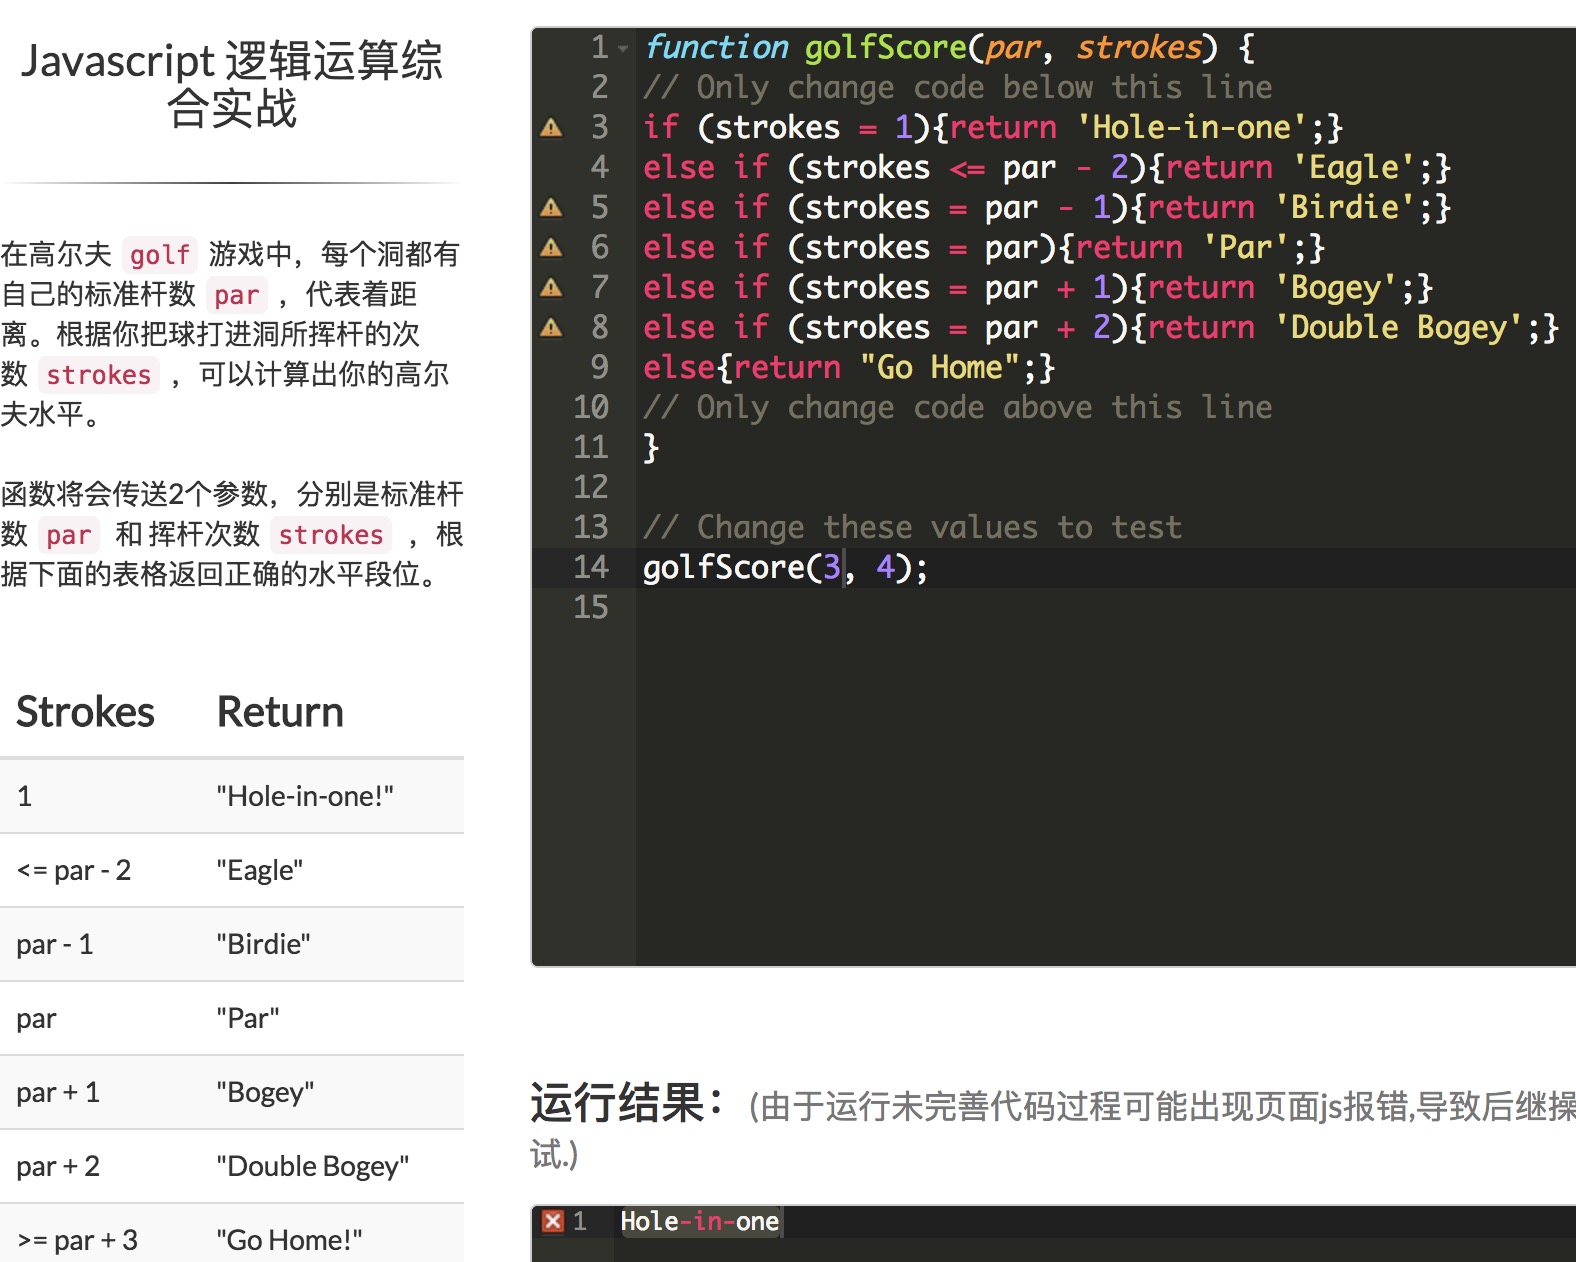 Javascript 逻辑运算综
合实战
在高尔夫 golf 游戏中，每个洞都有
自己的标准杆数 par ，代表着距
离。根据你把球打进洞所挥杆的次
数 strokes ，可以计算出你的高尔
夫水平。
函数将会传送2个参数，分别是标准杆
数 par 和 挥杆次数 strokes ，根
据下面的表格返回正确的水平段位。
Strokes Return
1 "Hole-in-one!"
<= par - 2 "Eagle"
par - 1 "Birdie"
par "Par"
par + 1 "Bogey"
par + 2 "Double Bogey"
>= par + 3 "Go Home!"
1 function golfScore(par, strokes) {
2 // Only change code below this line
3 if (strokes = 1){return 'Hole-in-one';}
4 else if (strokes <= par - 2){return 'Eagle';}
5 else if (strokes = par - 1){return 'Birdie';}
6 else if (strokes = par){return 'Par';}
7 else if (strokes = par + 1){return 'Bogey';}
8 else if (strokes = par + 2){return 'Double Bogey';}
9 else{return "Go Home";}
10 // Only change code above this line
11 }
12
13 // Change these values to test
14 golfScore(3, 4);
15
运行结果：(由于运行未完善代码过程可能出现页面js报错,导致后继操
试.)
1 Hole-in-one